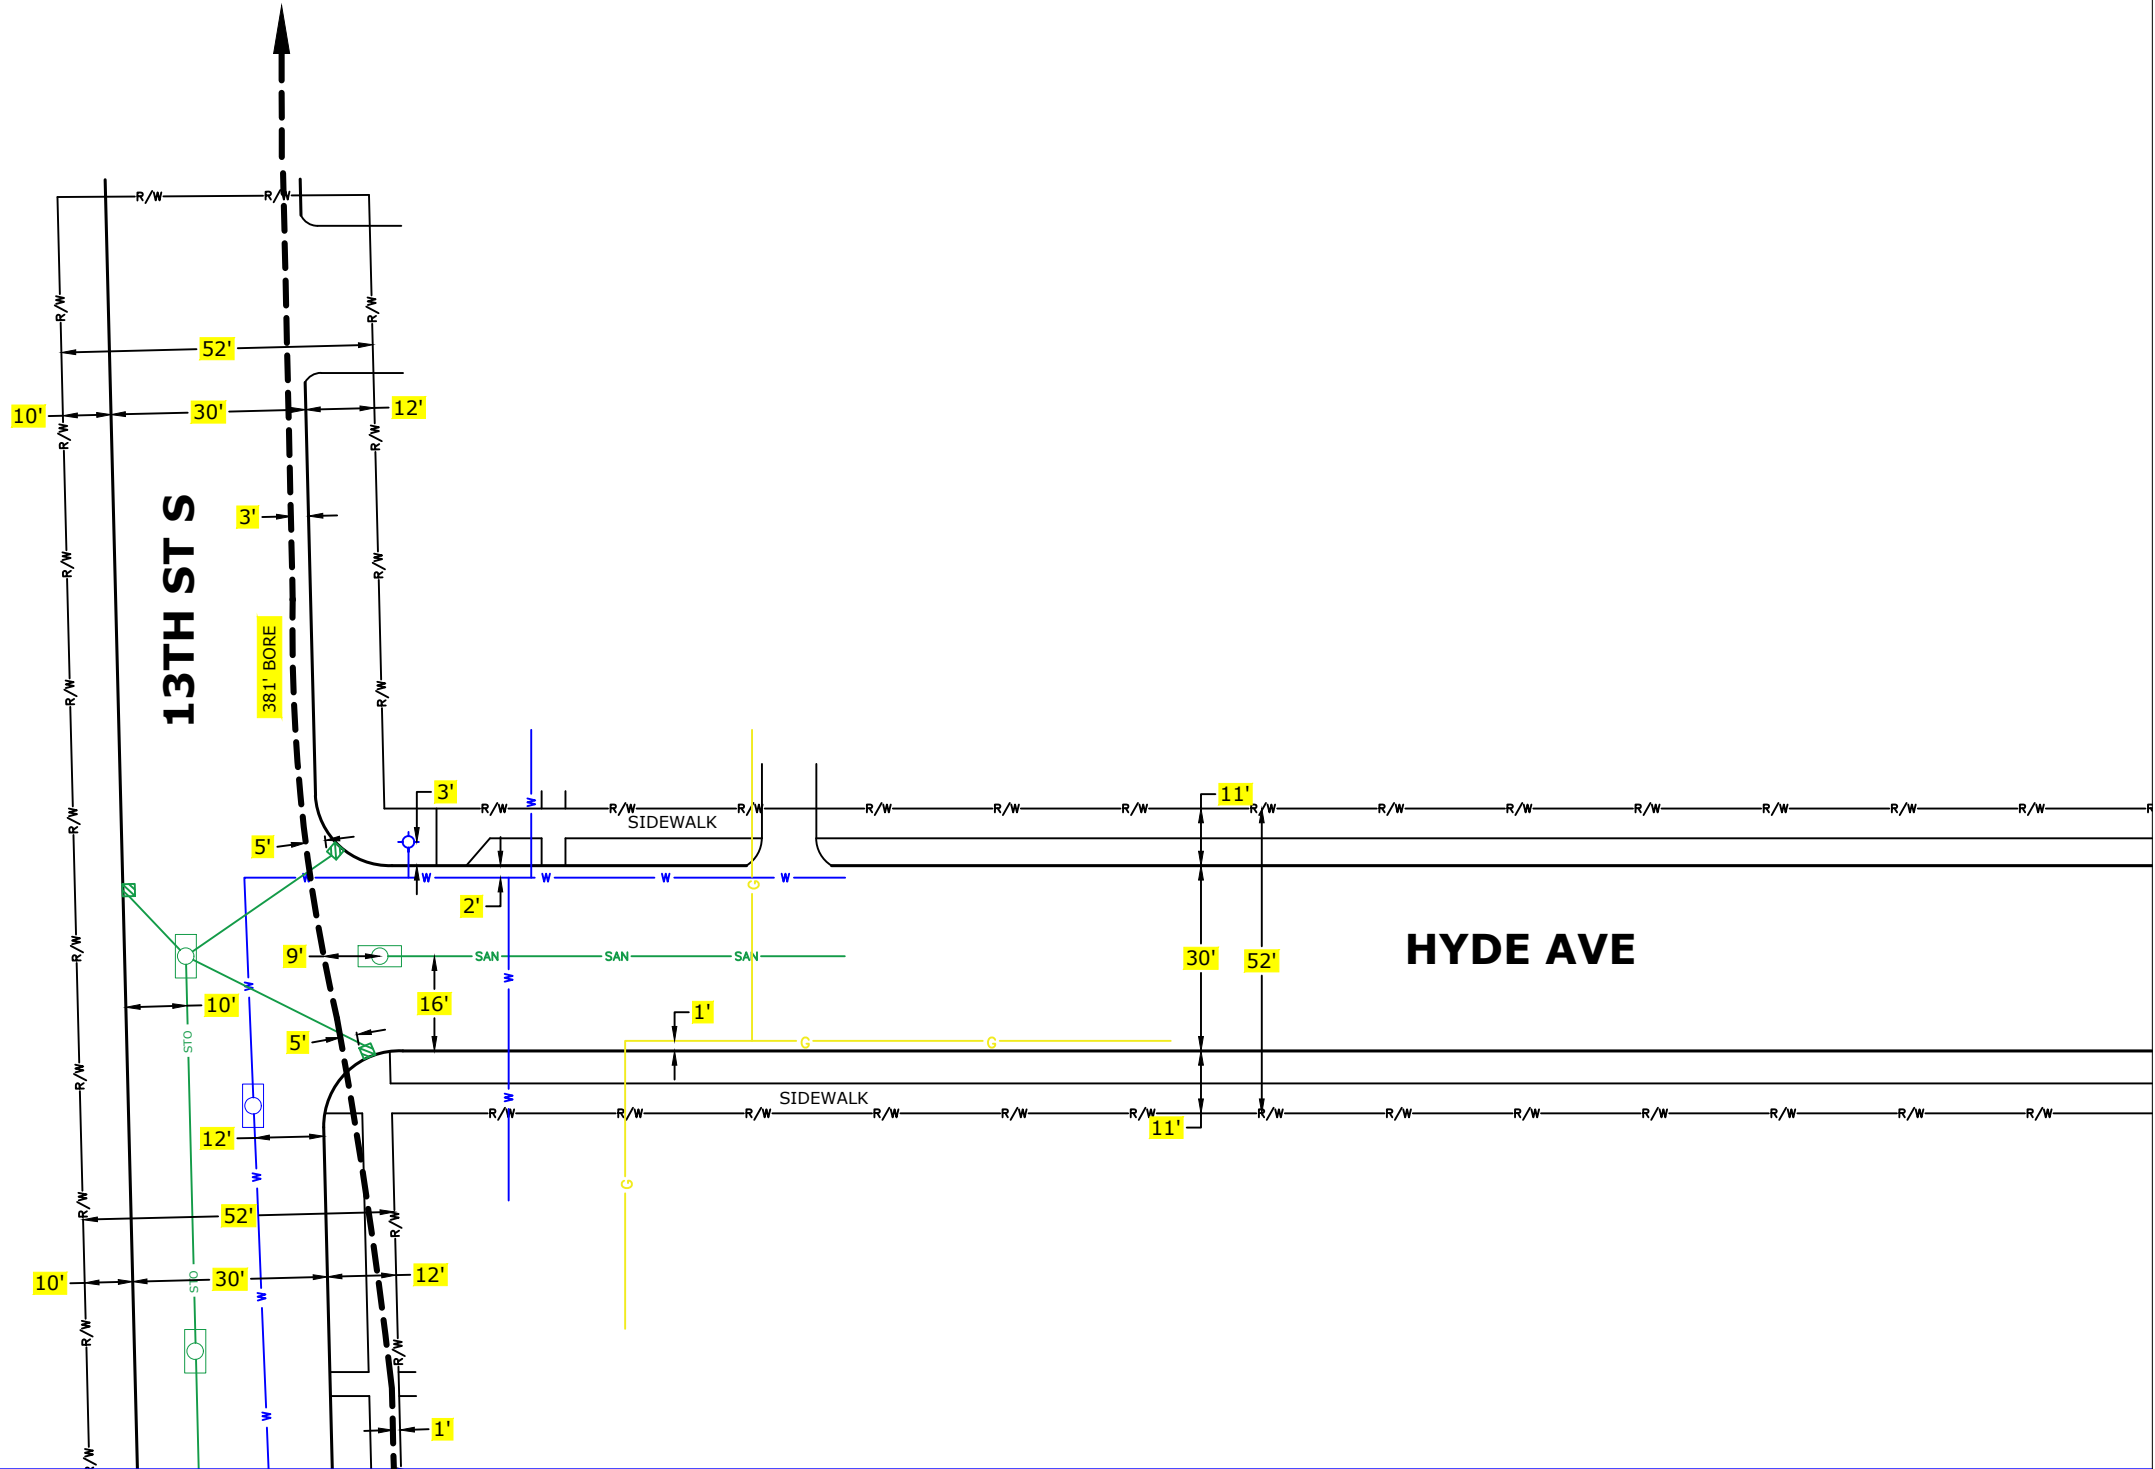 R/W R/W
R/W R/W
52'
10' 30' 12'
R/W R/W
3'
13TH ST S
R/W R/W
381' BORE
R/W R/W
3' 11'
W R/W R/W R/W R/W R/W R/W R/W R/W R/W R/W R/W R/W R/W
SIDEWALK
R/W
5'
W W W W W G
2'
R/W
9' SAN SAN SAN 30' 52' HYDE AVE
W W
10' 16' 1'
STO
5' G G
R/W
W
SIDEWALK
R/W R/W R/W R/W R/W R/W R/W R/W R/W R/W R/W R/W R/W
12' 11'
W G
R/W R/W
52'
10' STO 30' 12'
W
R/W R/W
W 1'
R/W